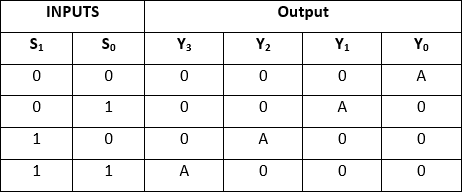 INPUTS Output
S₁ S₀ Y₃ Y₂ Y₁ Y₀
0 0 0 0 0 A
0 1 0 0 A 0
1 0 0 A 0 0
1 1 A 0 0 0